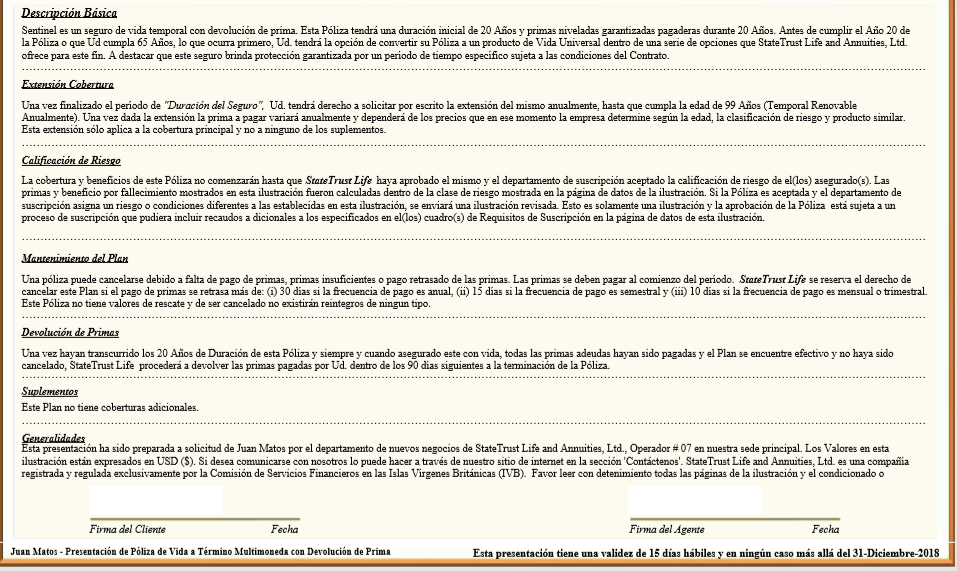 Descripción Básica
Sentinel es un seguro de vida temporal con devolución de prima. Esta Póliza tendrá una duración inicial de 20 Años y primas niveladas garantizadas pagaderas durante 20 Años. Antes de cumplir el Año 20 de
la Póliza o que Ud cumpla 65 Años, lo que ocurra primero, Ud. tendrá la opción de convertir su Póliza a un producto de Vida Universal dentro de una serie de opciones que StateTrust Life and Annuities, Ltd.
ofrece para este fin. A destacar que este seguro brinda protección garantizada por un período de tiempo específico sujeta a las condiciones del Contrato.
Extensión Cobertura
Una vez finalizado el periodo de "Duración del Seguro", Ud. tendrá derecho a solicitar por escrito la extensión del mismo anualmente, hasta que cumpla la edad de 99 Años (Temporal Renovable
Anualmente). Una vez dada la extensión la prima a pagar variará anualmente y dependerá de los precios que en ese momento la empresa determine según la edad, la clasificación de riesgo y producto similar.
Esta extensión sólo aplica a la cobertura principal y no a ninguno de los suplementos.
Calificación de Riesgo
La cobertura y beneficios de este Póliza no comenzarán hasta que StateTrust Life haya aprobado el mismo y el departamento de suscripción aceptado la calificación de riesgo de el(los) asegurado(s). Las
primas y beneficio por fallecimiento mostrados en esta ilustración fueron calculadas dentro de la clase de riesgo mostrada en la página de datos de la ilustración. Si la Póliza es aceptada y el departamento de
suscripción asigna un riesgo o condiciones diferentes a las establecidas en esta ilustración, se enviará una ilustración revisada. Esto es solamente una ilustración y la aprobación de la Póliza está sujeta a un
proceso de suscripción que pudiera incluir recaudos a dicionales a los especificados en el(los) cuadro(s) de Requisitos de Suscripción en la página de datos de esta ilustración.
Mantenimiento del Plan
Una póliza puede cancelarse debido a falta de pago de primas, primas insuficientes o pago retrasado de las primas. Las primas se deben pagar al comienzo del período. StateTrust Life se reserva el derecho de
cancelar este Plan si el pago de primas se retrasa más de: (i) 30 dias si la frecuencia de pago es anual, (ii) 15 dias si la frecuencia de pago es semestral y (iii) 10 dias si la frecuencia de pago es mensual o trimestral.
Este Póliza no tiene valores de rescate y de ser cancelado no existirán reintegros de ningun tipo.
Devolución de Primas
Una vez hayan transcurrido los 20 Años de Duración de esta Póliza y siempre y cuando asegurado este con vida, todas las primas adeudas hayan sido pagadas y el Plan se encuentre efectivo y no haya sido
cancelado, StateTrust Life procederá a devolver las primas pagadas por Ud. dentro de los 90 dias siguientes a la terminación de la Póliza.
Suplementos
Este Plan no tiene coberturas adicionales.
Generalidades
Esta presentación ha sido preparada a solicitud de Juan Matos por el departamento de nuevos negocios de StateTrust Life and Annuities, Ltd., Operador # 07 en nuestra sede principal. Los Valores en esta
ilustración están expresados en USD ($). Si desea comunicarse con nosotros lo puede hacer a través de nuestro sitio de internet en la sección 'Contáctenos'. StateTrust Life and Annuities, Ltd. es una compañía
registrada y regulada exclusivamente por la Comisión de Servicios Financieros en las Islas Vírgenes Británicas (IVB). Favor leer con detenimiento todas las páginas de la ilustración y el condicionado o
Firma del Cliente Fecha Firma del Agente Fecha
Juan Matos - Presentación de Póliza de Vida a Término Multimoneda con Devolución de Prima Esta presentación tiene una validez de 15 días hábiles y en ningún caso más allá del 31-Diciembre-2018